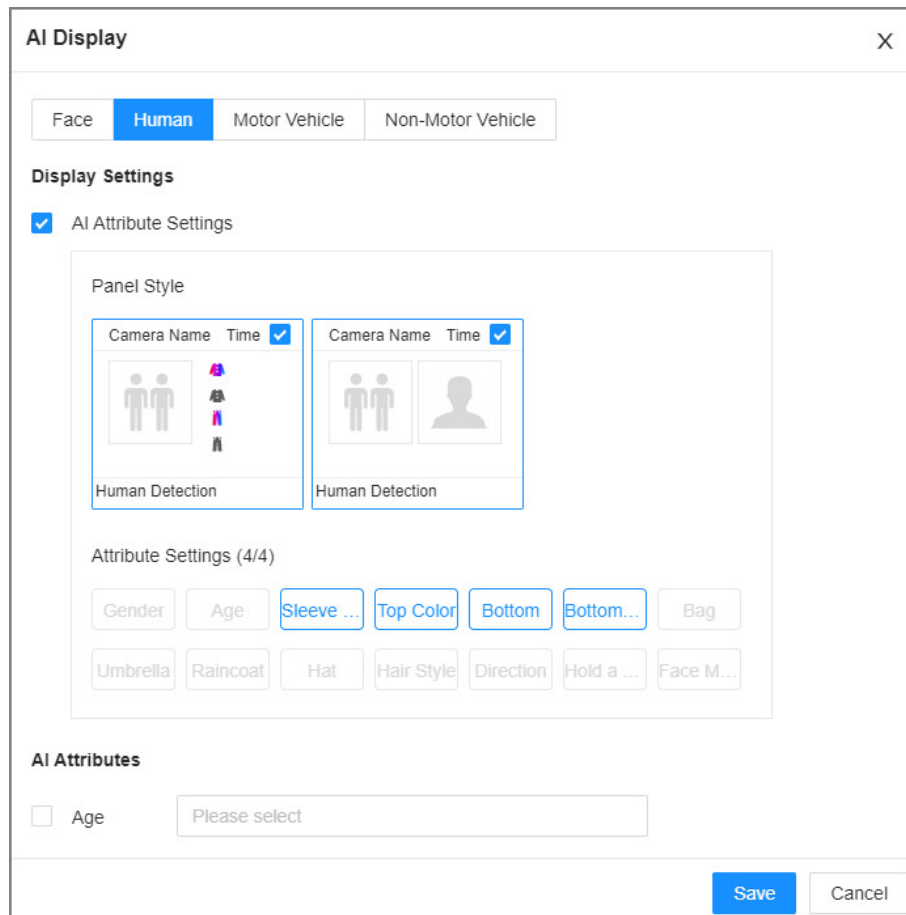 AI Display X
Face Human Motor Vehicle Non-Motor Vehicle
Display Settings
AI Attribute Settings
Panel Style
Camera Name Time Camera Name Time
Human Detection Human Detection
Attribute Settings (4/4)
Gender Age Sleeve ... Top Color Bottom Bottom... Bag
Umbrella Raincoat Hat Hair Style Direction Hold a ... Face M...
AI Attributes
Age Please select
Save Cancel